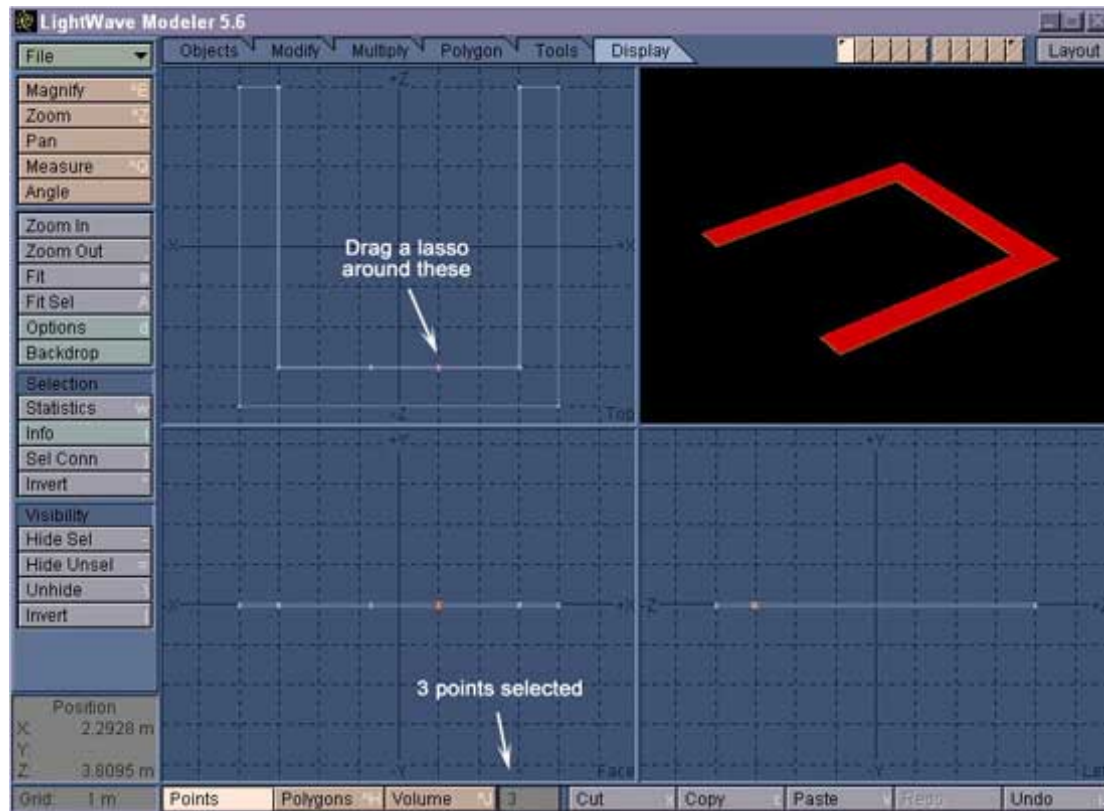 LightWave Modeler 5.6
File
Objects
Modify
Multiply
Polygon
Tools
Display
Layout
Magnify ^E
Zoom ^Z
Pan
Measure ^Q
Angle
Zoom In
Zoom Out
Fit a
Fit Sel A
Options d
Backdrop
Selection
Statistics w
Info i
Sel Conn ]
Invert "
Visibility
Hide Sel -
Hide Unsel =
Unhide \
Invert |
+Z
-X
+X
-Z
Top
Drag a lasso
around these
+Y
-X
+X
-Y
Face
3 points selected
+Y
-Z
+Z
-Y
Left
Position
X: 2.2928 m
Y:
Z: 3.8095 m
Grid: 1 m
Points
Polygons ^H
Volume ^J
3
Cut x
Copy c
Paste v
Redo
Undo u